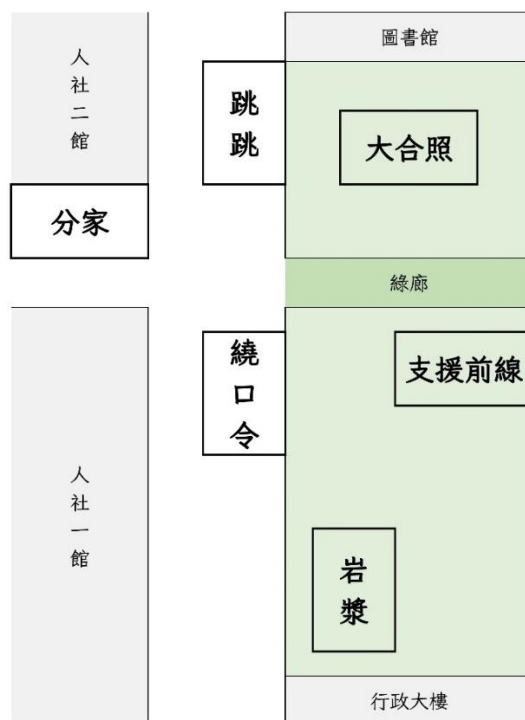 圖書館
人社二館
跳跳
大合照
分家
綠廊
繞口令
支援前線
人社一館
岩漿
行政大樓